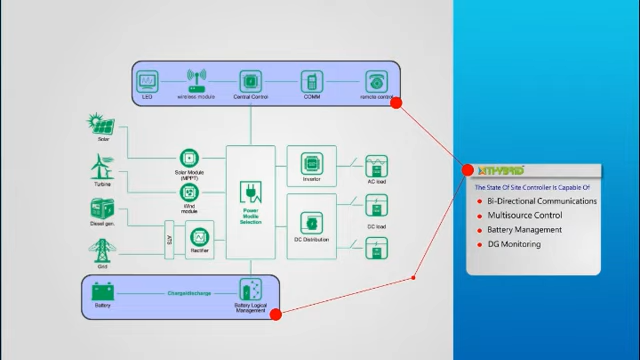 LED
wireless module
Central Control
COMM
remote control
Solar
Solar Module
(MPPT)
Inverter
AC load
Turbine
Wind
module
Power
Mode
Selection
Diesel gen.
ATS
Rectifier
DC Distribution
DC load
Grid
Battery
Charge/discharge
Battery Logical
Management
The State Of Site Controller Is Capable Of
Bi-Directional Communications
Multisource Control
Battery Management
DG Monitoring